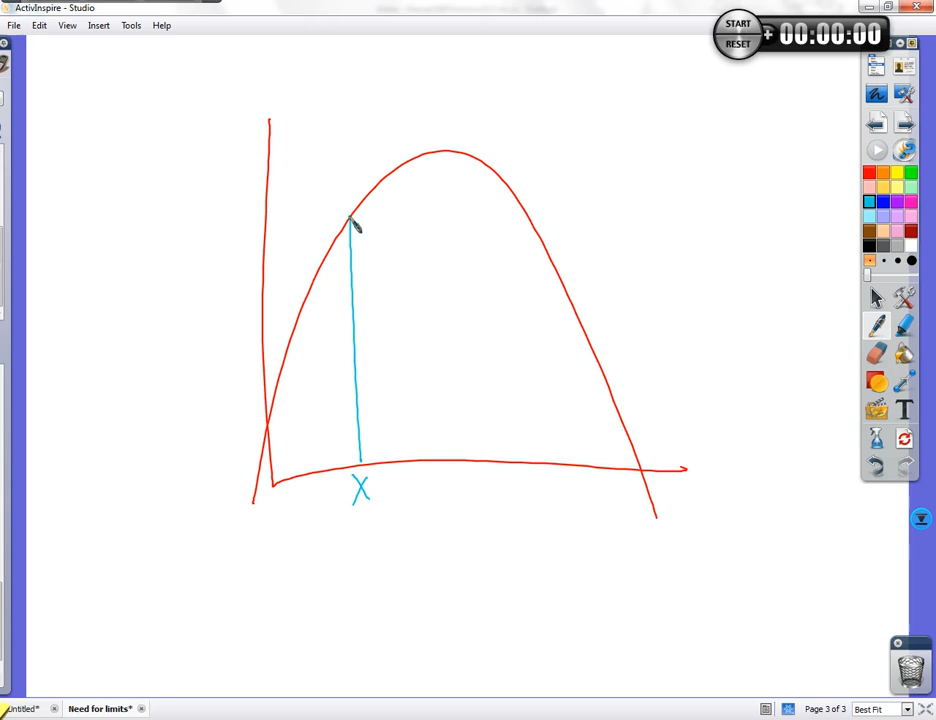 ActivInspire - Studio
File Edit View Insert Tools Help
START
RESET
+ 00:00:00
X
T
Untitled*
Need for limits*
Page 3 of 3
Best Fit